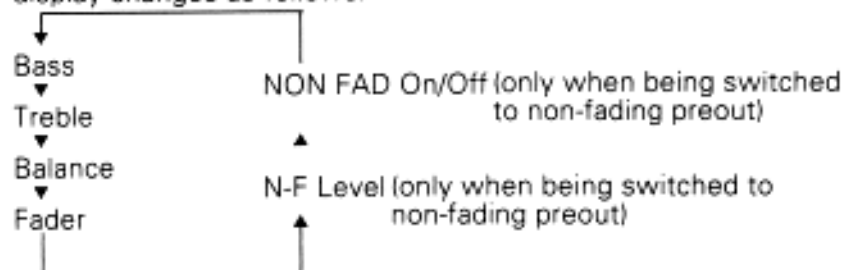 display changes as follows.
Bass
Treble
Balance
Fader
NON FAD On/Off (only when being switched
to non-fading preout)
N-F Level (only when being switched to
non-fading preout)